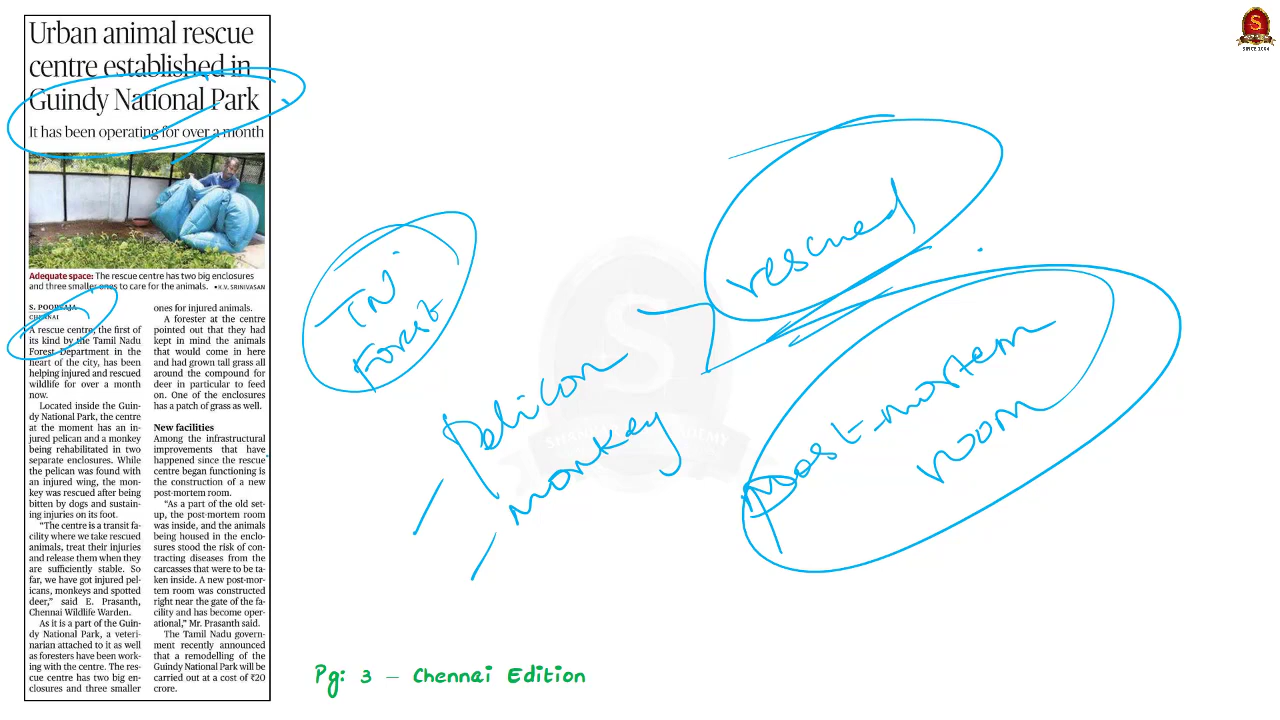 Urban animal rescue
centre established in
Guindy National Park
It has been operating for over a month
Adequate space: The rescue centre has two big enclosures
and three smaller ones to care for the animals. • K.V. SRINIVASAN
S. POORVAJA
CHENNAI
A rescue centre, the first of
its kind by the Tamil Nadu
Forest Department in the
heart of the city, has been
helping injured and rescued
wildlife for over a month
now.
Located inside the Guin-
dy National Park, the centre
at the moment has an in-
jured pelican and a monkey
being rehabilitated in two
separate enclosures. While
the pelican was found with
an injured wing, the mon-
key was rescued after being
bitten by dogs and sustain-
ing injuries on its foot.
"The centre is a transit fa-
cility where we take rescued
animals, treat their injuries
and release them when they
are sufficiently stable. So
far, we have got injured pel-
icans, monkeys and spotted
deer," said E. Prasanth,
Chennai Wildlife Warden.
As it is a part of the Guin-
dy National Park, a veteri-
narian attached to it as well
as foresters have been work-
ing with the centre. The res-
cue centre has two big en-
closures and three smaller
ones for injured animals.
A forester at the centre
pointed out that they had
kept in mind the animals
that would come in here
and had grown tall grass all
around the compound for
deer in particular to feed
on. One of the enclosures
has a patch of grass as well.
New facilities
Among the infrastructural
improvements that have
happened since the rescue
centre began functioning is
the construction of a new
post-mortem room.
"As a part of the old set-
up, the post-mortem room
was inside, and the animals
being housed in the enclo-
sures stood the risk of con-
tracting diseases from the
carcasses that were to be ta-
ken inside. A new post-mor-
tem room was constructed
right near the gate of the fa-
cility and has become oper-
ational," Mr. Prasanth said.
The Tamil Nadu govern-
ment recently announced
that a remodelling of the
Guindy National Park will be
carried out at a cost of ₹20
crore.
TN
Forest
rescued
- Pelicon
- monkey
post-mortem
room
Pg: 3 – Chennai Edition
S
SINCE 2004